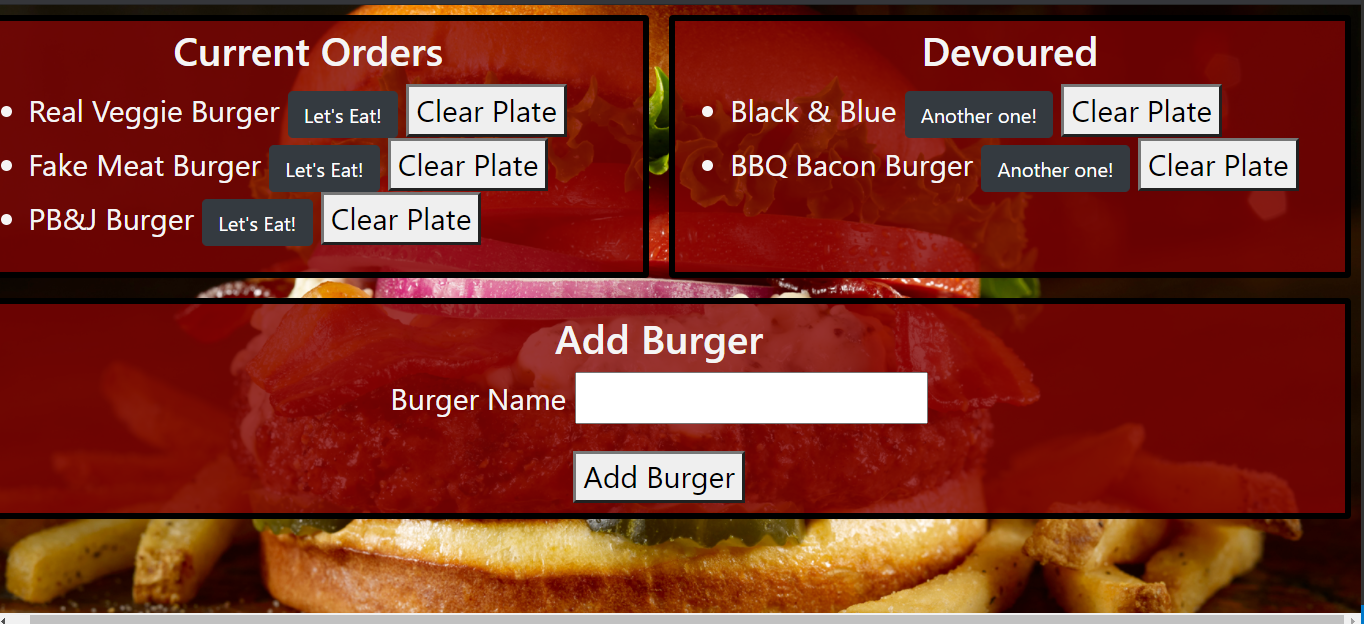 Current Orders
Real Veggie Burger Let's Eat! Clear Plate
Fake Meat Burger Let's Eat! Clear Plate
PB&J Burger Let's Eat! Clear Plate
Devoured
Black & Blue Another one! Clear Plate
BBQ Bacon Burger Another one! Clear Plate
Add Burger
Burger Name
Add Burger